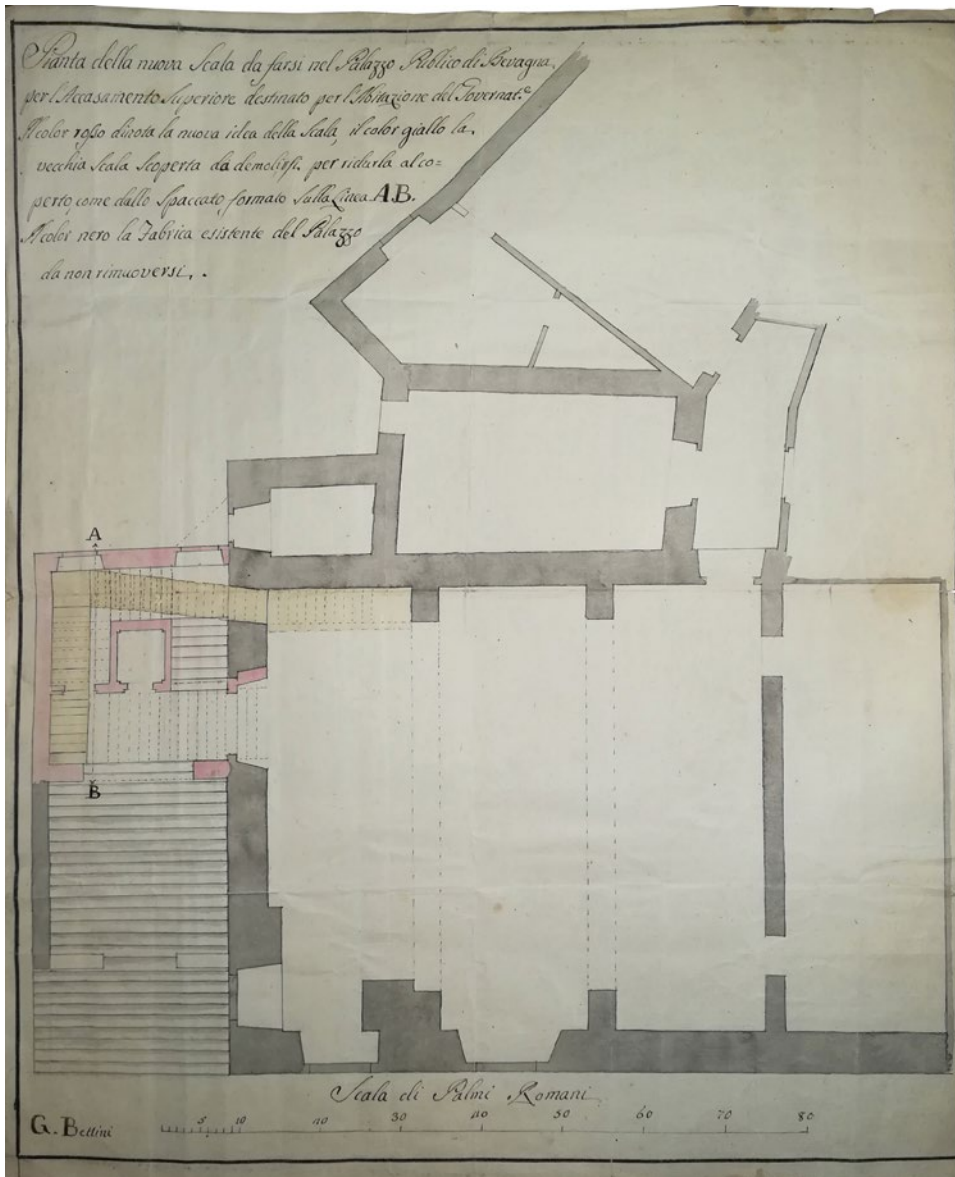 Pianta della nuova Scala da farsi nel Palazzo Publico di Bevagna,
per l'Accasamento Superiore destinato per l'Abitazione del Governat.e
Il color rosso dinota la nuova idea della Scala, il color giallo la
vecchia Scala Scoperta da demolirsi, per ridurla al co=
perto, come dallo Spaccato, formato Sulla Linea A.B.
Il color nero la Fabrica esistente del Palazzo
da non rimuoversi, .
A
B
Scala di Palmi Romani
5 10 20 30 40 50 60 70 80
G. Bettini